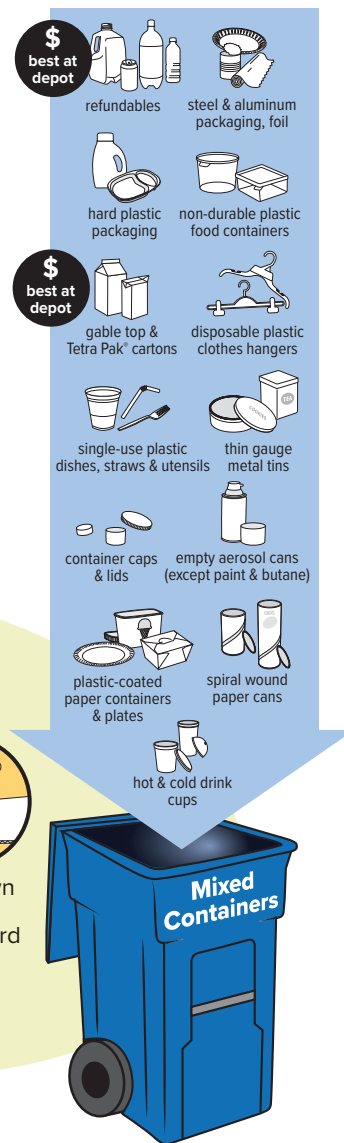 $
best at
depot
refundables
steel & aluminum
packaging, foil
hard plastic
packaging
non-durable plastic
food containers
$
best at
depot
gable top &
Tetra Pak® cartons
disposable plastic
clothes hangers
COOKIES
TEA
single-use plastic
dishes, straws & utensils
thin gauge
metal tins
container caps
& lids
empty aerosol cans
(except paint & butane)
plastic-coated
paper containers
& plates
spiral wound
paper cans
hot & cold drink
cups
Mixed
Containers